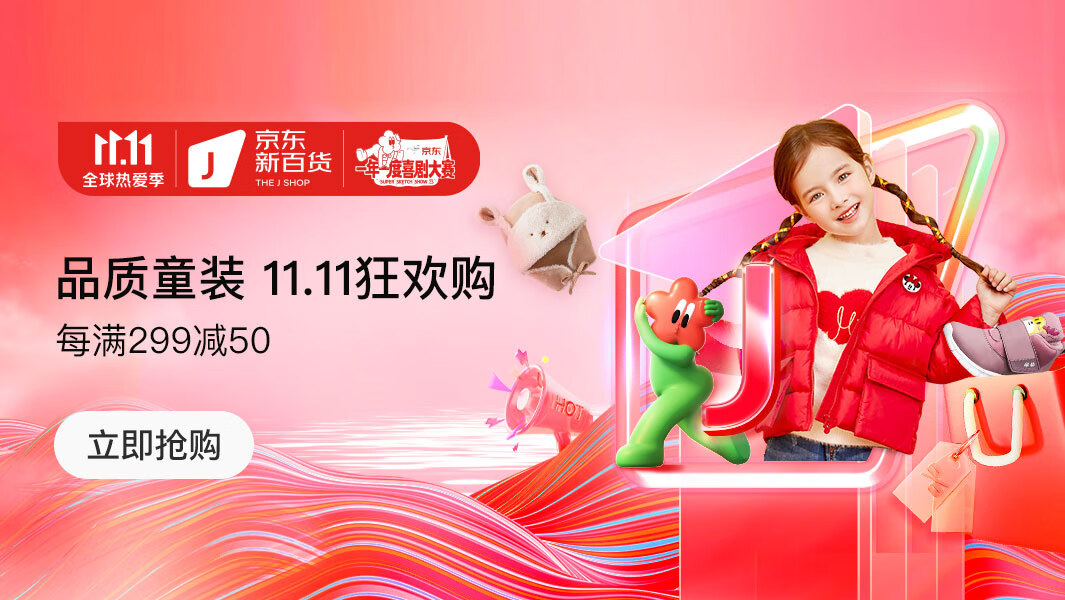 11.11
全球热爱季
J
京东
新百货
THE J SHOP
京东
一年一度喜剧大赛
SUPER SKETCH SHOW
品质童装 11.11狂欢购
每满299减50
立即抢购
HOT
J